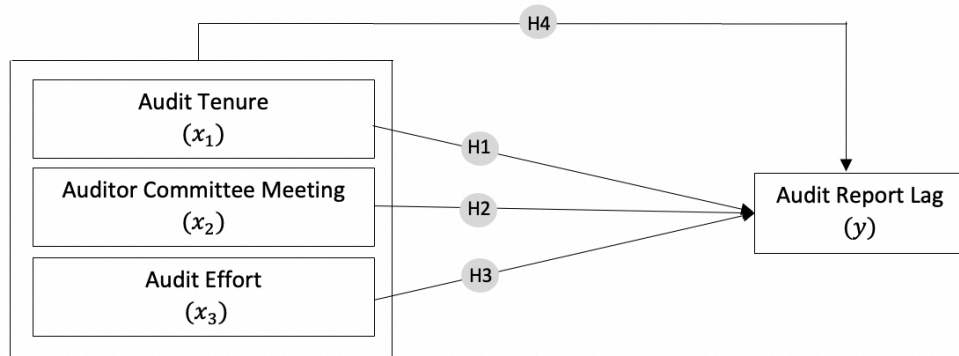 H4
Audit Tenure
(x₁)
H1
Auditor Committee Meeting
(x₂)
H2
Audit Report Lag
(y)
Audit Effort
(x₃)
H3